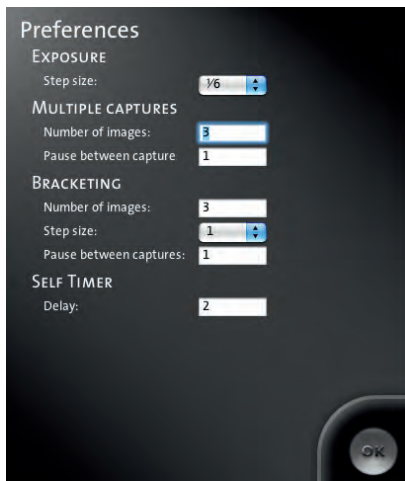 Preferences
EXPOSURE
Step size: 1/6
MULTIPLE CAPTURES
Number of images: 3
Pause between capture 1
BRACKETING
Number of images: 3
Step size: 1
Pause between captures: 1
SELF TIMER
Delay: 2
OK